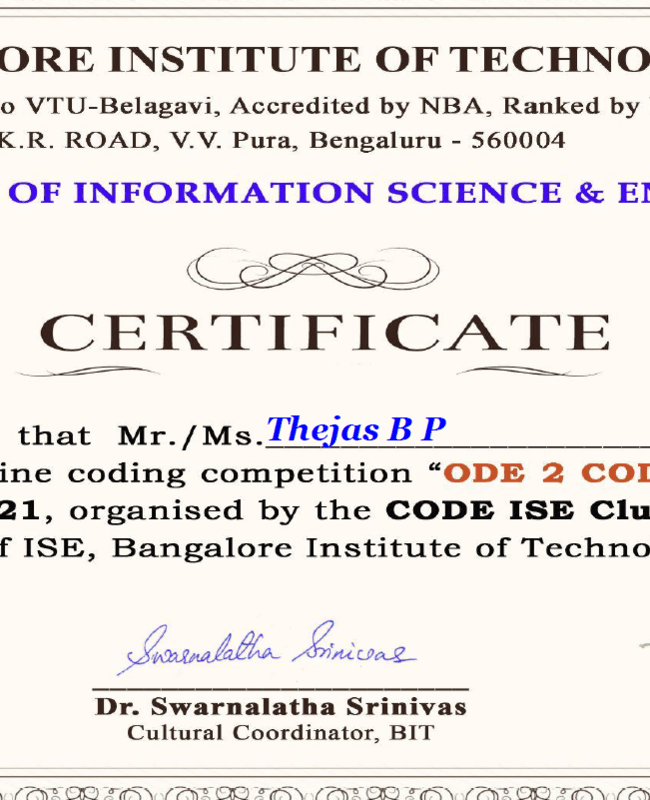 ORE INSTITUTE OF TECHNO
o VTU-Belagavi, Accredited by NBA, Ranked by
K.R. ROAD, V.V. Pura, Bengaluru - 560004
OF INFORMATION SCIENCE & EN
CERTIFICATE
that Mr./Ms. Thejas B P
ine coding competition “ODE 2 COD
21, organised by the CODE ISE Clu
f ISE, Bangalore Institute of Techno
Swarnalatha Srinivas
Dr. Swarnalatha Srinivas
Cultural Coordinator, BIT